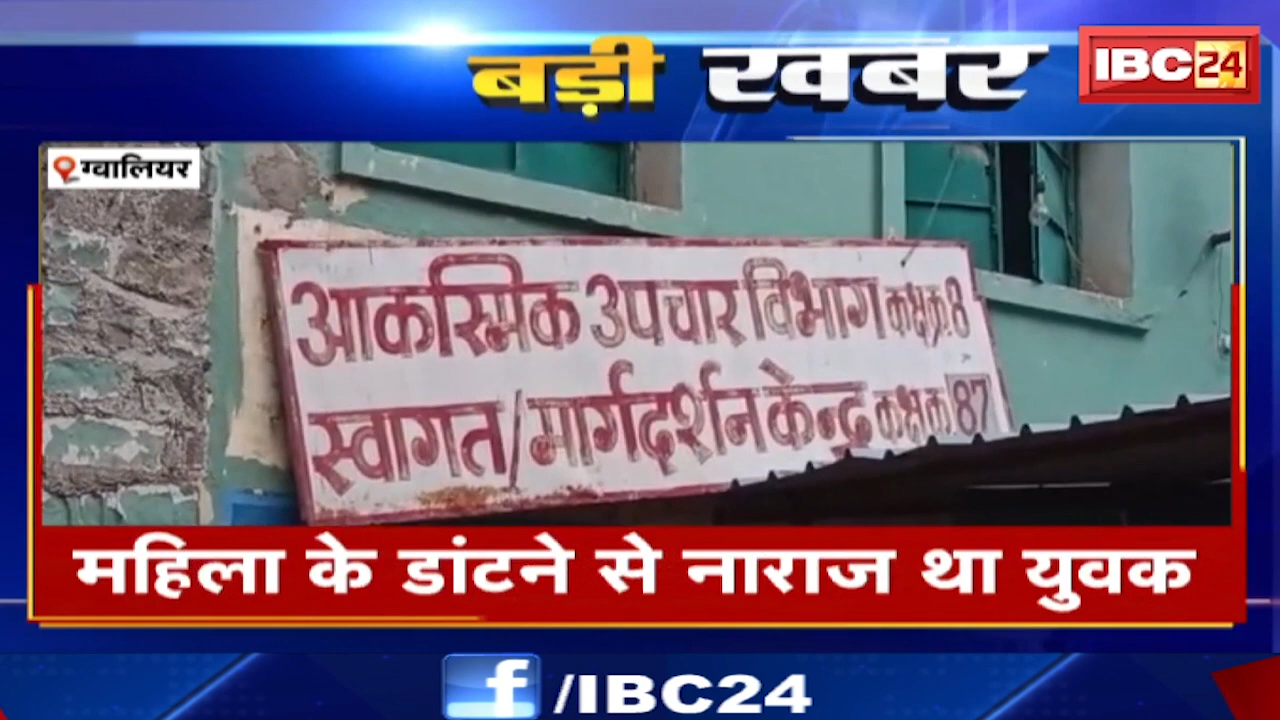 बड़ी खबर
IBC24
ग्वालियर
आकस्मिक उपचार विभाग कक्ष क्र. 8
स्वागत/मार्गदर्शन केन्द्र कक्ष क्र. 87
महिला के डांटने से नाराज था युवक
f/IBC24